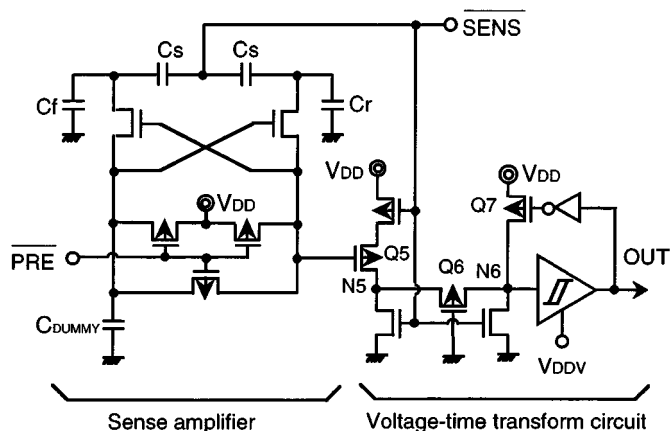 SENS
Cs Cs
Cf Cr
VDD VDD
VDD
Q7
PRE
Q5 Q6 N6 OUT
N5
CDUMMY
VDDV
Sense amplifier Voltage-time transform circuit